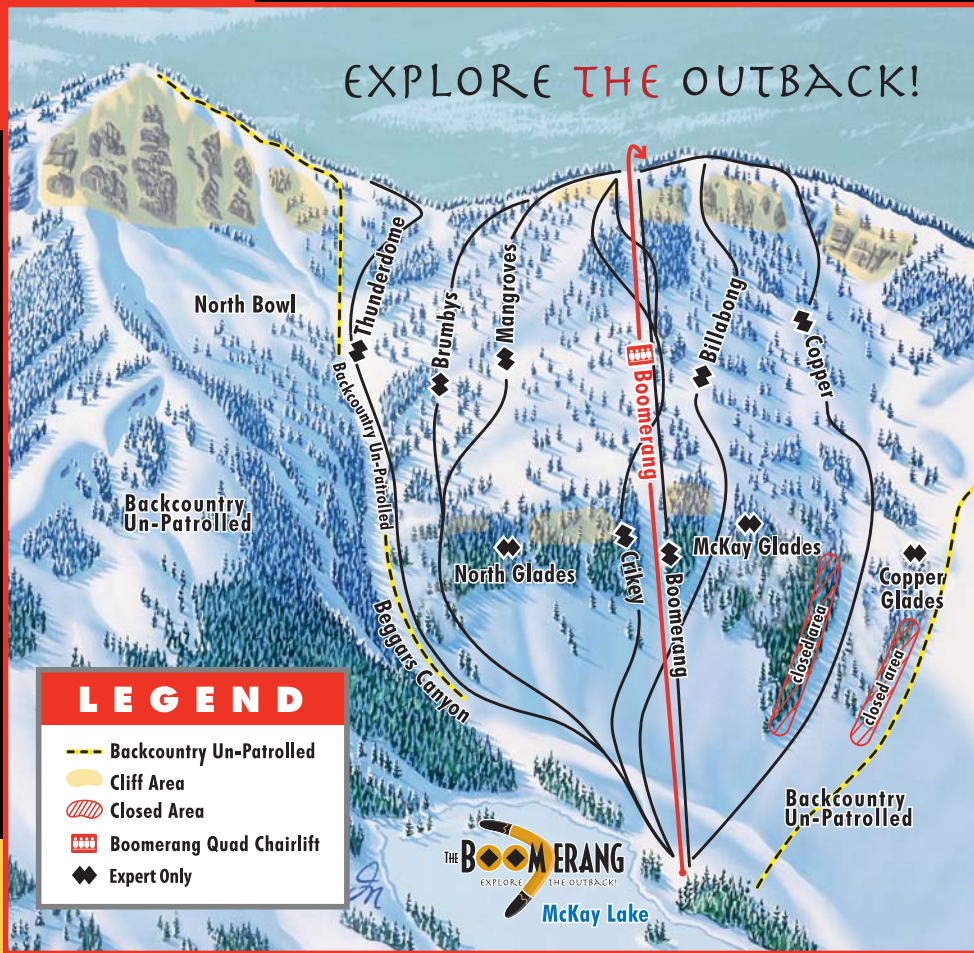 EXPLORE THE OUTBACK!
Thunderdome
North Bowl
Brumbys
Mangroves
Billabong
Copper
Boomerang
Backcountry Un-Patrolled
Backcountry
Un-Patrolled
North Glades
Crikey
Boomerang
McKay Glades
Copper
Glades
closed area
closed area
Beggars Canyon
LEGEND
Backcountry Un-Patrolled
Cliff Area
Closed Area
Boomerang Quad Chairlift
Expert Only
Backcountry
Un-Patrolled
THE BOOMERANG
EXPLORE THE OUTBACK!
McKay Lake